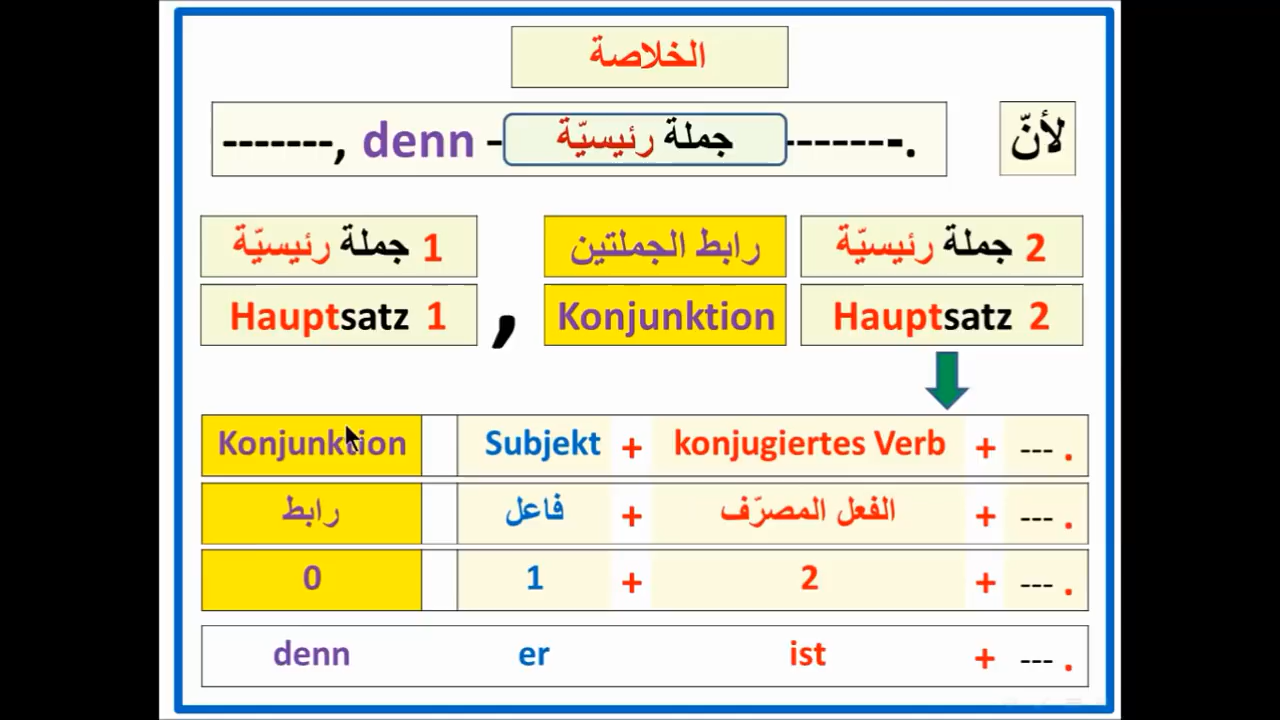 الخلاصة
-------, denn - جملة رئيسيّة -------. لأنّ
1 جملة رئيسيّة رابط الجملتين 2 جملة رئيسيّة
Hauptsatz 1 , Konjunktion Hauptsatz 2
Konjunktion Subjekt + konjugiertes Verb + --- .
رابط فاعل + الفعل المصرّف + --- .
0 1 + 2 + --- .
denn er ist + --- .